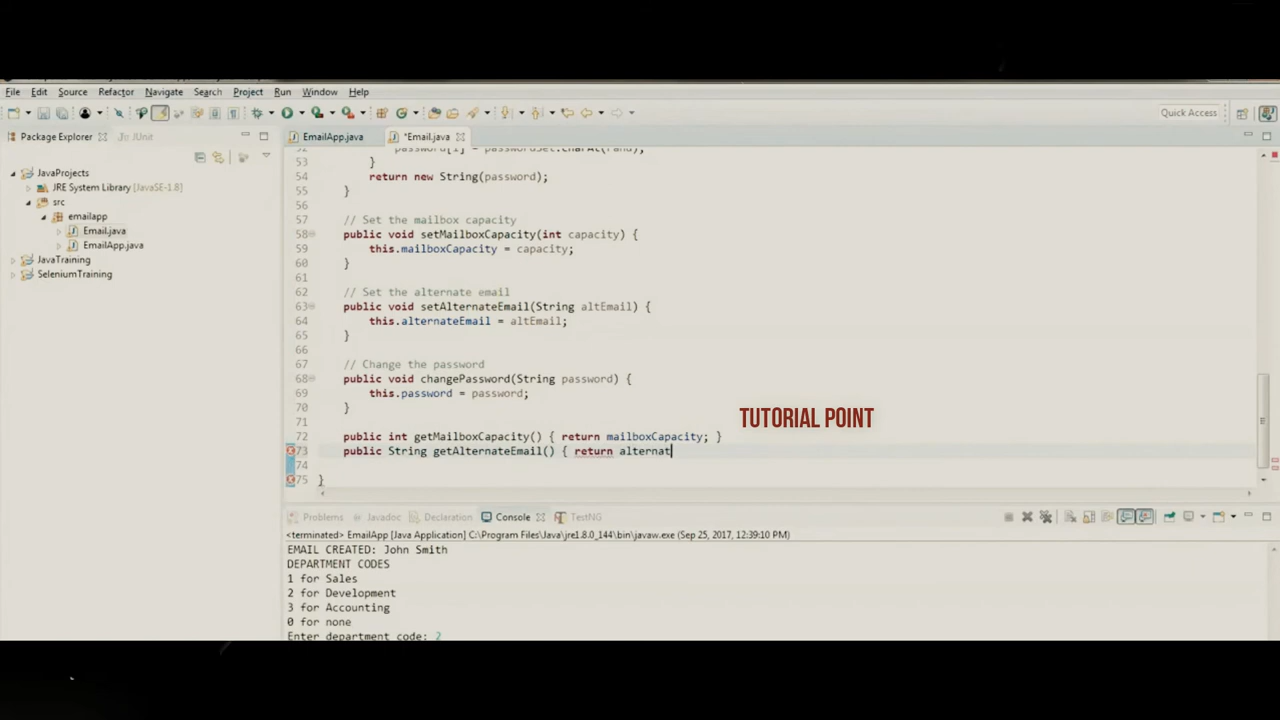 File Edit Source Refactor Navigate Search Project Run Window Help
Quick Access
Package Explorer JUnit
EmailApp.java *Email.java
JavaProjects
JRE System Library [JavaSE-1.8]
src
emailapp
Email.java
EmailApp.java
JavaTraining
SeleniumTraining
53 }
54 return new String(password);
55 }
56
57 // Set the mailbox capacity
58 public void setMailboxCapacity(int capacity) {
59 this.mailboxCapacity = capacity;
60 }
61
62 // Set the alternate email
63 public void setAlternateEmail(String altEmail) {
64 this.alternateEmail = altEmail;
65 }
66
67 // Change the password
68 public void changePassword(String password) {
69 this.password = password;
70 }
71
TUTORIAL POINT
72 public int getMailboxCapacity() { return mailboxCapacity; }
73 public String getAlternateEmail() { return alternat
74
75 }
Problems Javadoc Declaration Console TestNG
<terminated> EmailApp [Java Application] C:\Program Files\Java\jre1.8.0_144\bin\javaw.exe (Sep 25, 2017, 12:39:10 PM)
EMAIL CREATED: John Smith
DEPARTMENT CODES
1 for Sales
2 for Development
3 for Accounting
0 for none
Enter department code: 2